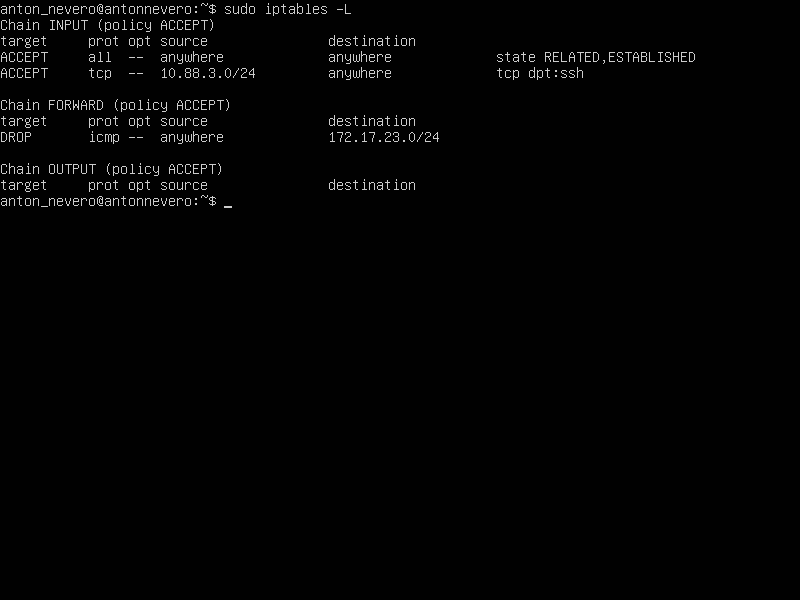 anton_nevero@antonnevero:~$ sudo iptables -L
Chain INPUT (policy ACCEPT)
target     prot opt source               destination
ACCEPT     all  --  anywhere             anywhere             state RELATED,ESTABLISHED
ACCEPT     tcp  --  10.88.3.0/24         anywhere             tcp dpt:ssh

Chain FORWARD (policy ACCEPT)
target     prot opt source               destination
DROP       icmp --  anywhere             172.17.23.0/24

Chain OUTPUT (policy ACCEPT)
target     prot opt source               destination
anton_nevero@antonnevero:~$ _